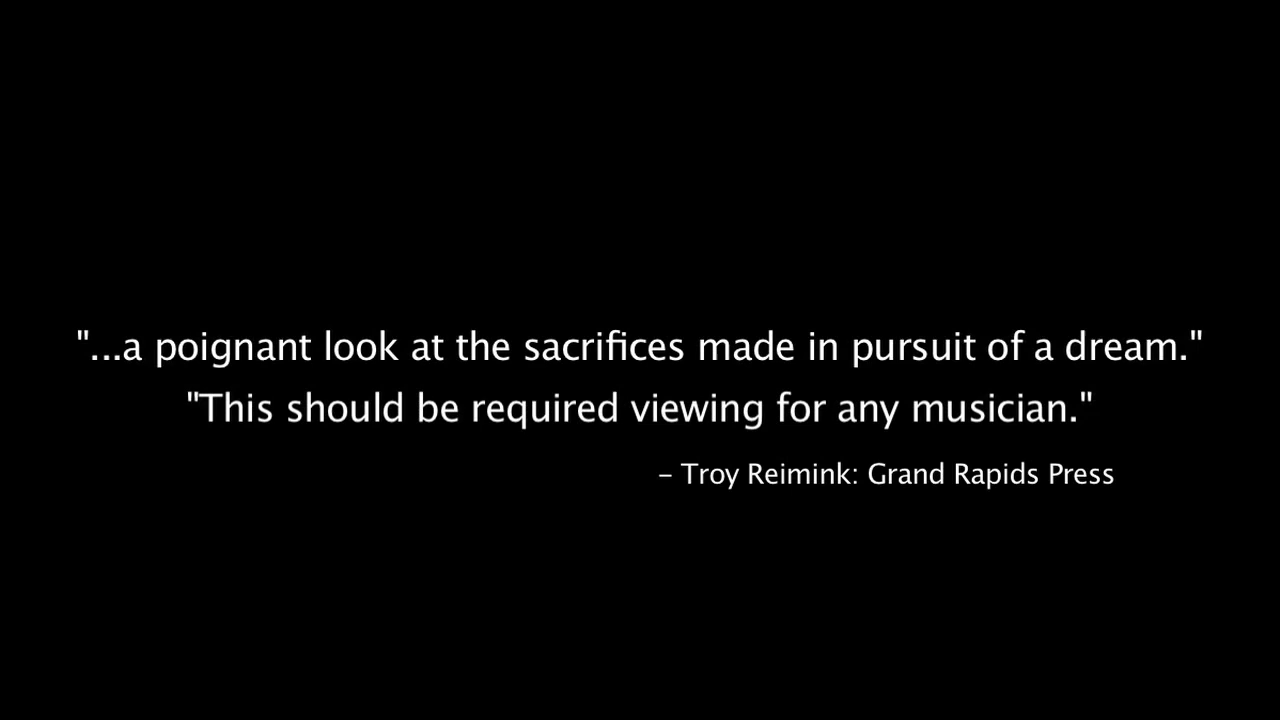 "...a poignant look at the sacrifices made in pursuit of a dream."
"This should be required viewing for any musician."
– Troy Reimink: Grand Rapids Press